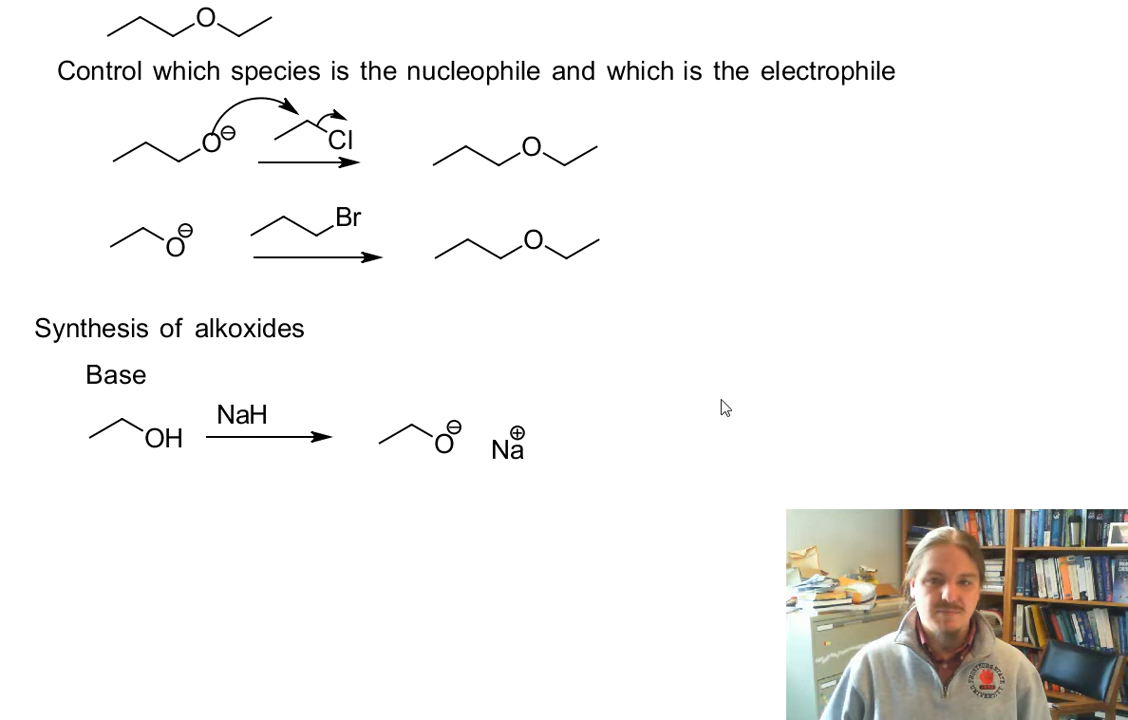 O
Control which species is the nucleophile and which is the electrophile
O⊖ Cl O
O⊖ Br O
Synthesis of alkoxides
Base
OH NaH O⊖ Na⊕